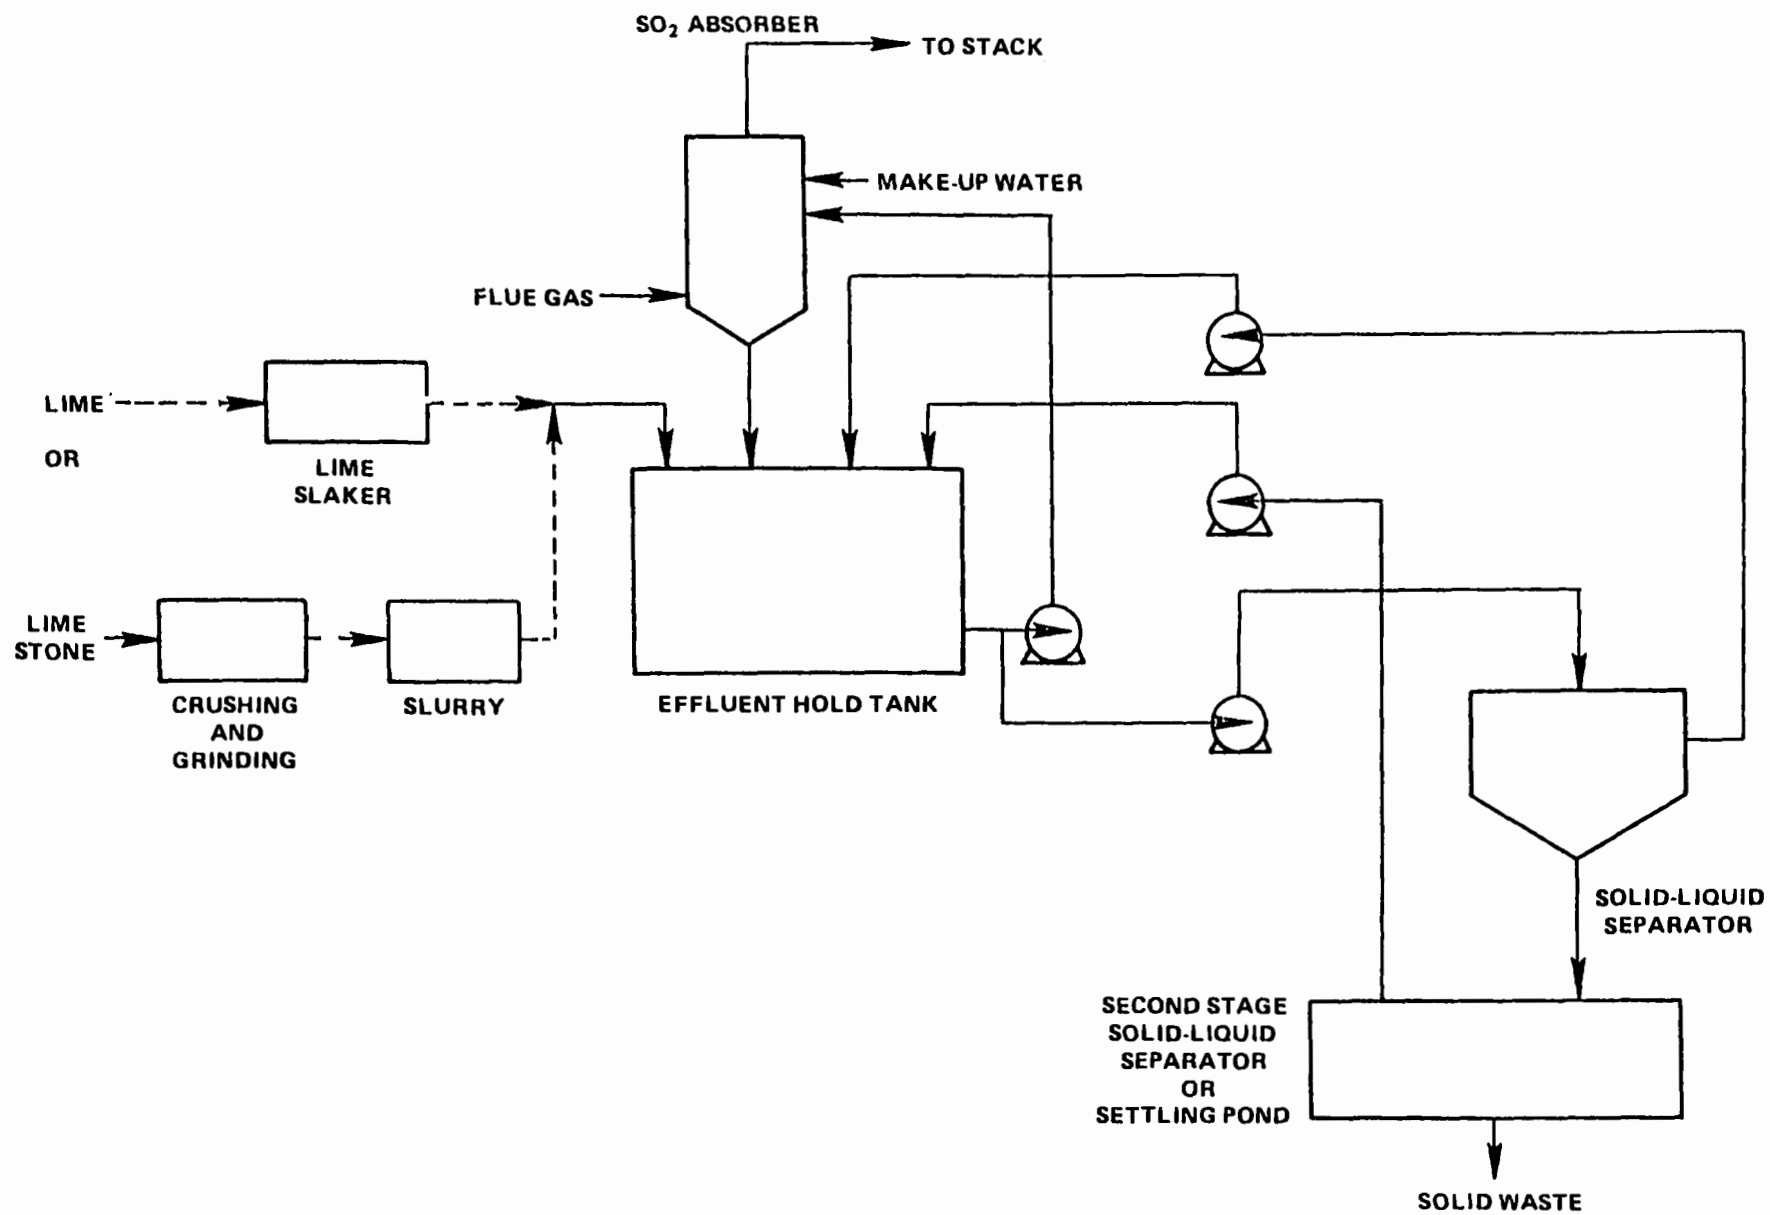 SO₂ ABSORBER
TO STACK
MAKE-UP WATER
FLUE GAS
LIME
OR
LIME
SLAKER
LIME
STONE
CRUSHING
AND
GRINDING
SLURRY
EFFLUENT HOLD TANK
SOLID-LIQUID
SEPARATOR
SECOND STAGE
SOLID-LIQUID
SEPARATOR
OR
SETTLING POND
SOLID WASTE